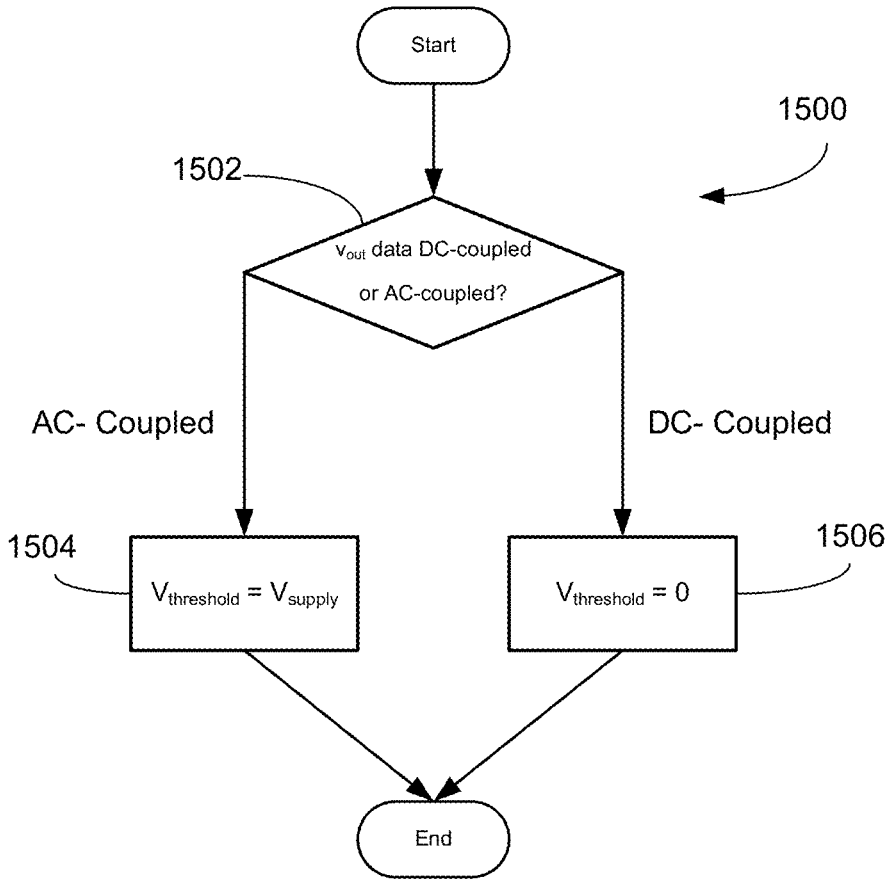 Start
1500
1502
vout data DC-coupled
or AC-coupled?
AC- Coupled
DC- Coupled
1504
1506
Vthreshold = Vsupply
Vthreshold = 0
End